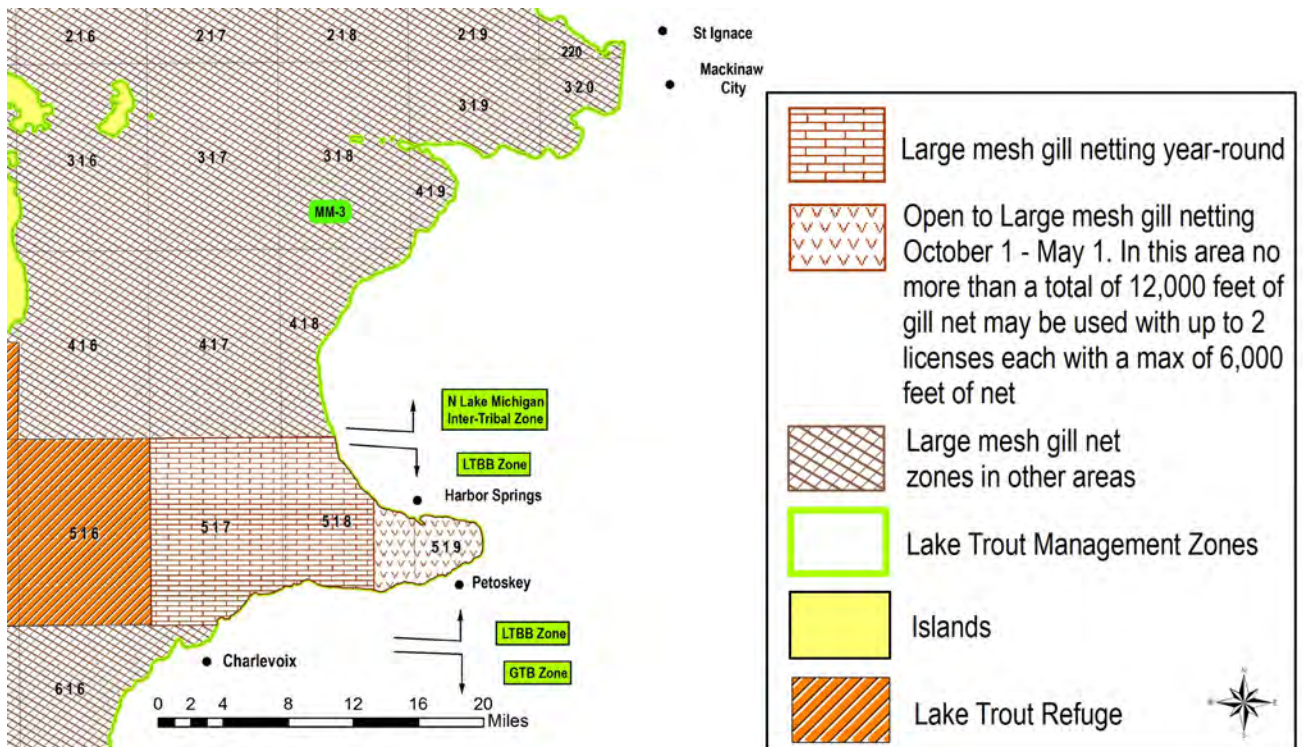 216
217
218
219
220
320
319
316
317
318
419
MM-3
418
416
417
516
517
518
519
616
St Ignace
Mackinaw
City
N Lake Michigan
Inter-Tribal Zone
LTBB Zone
Harbor Springs
Petoskey
LTBB Zone
GTB Zone
Charlevoix
0 2 4 8 12 16 20
Miles
Large mesh gill netting year-round
Open to Large mesh gill netting
October 1 - May 1. In this area no
more than a total of 12,000 feet of
gill net may be used with up to 2
licenses each with a max of 6,000
feet of net
Large mesh gill net
zones in other areas
Lake Trout Management Zones
Islands
Lake Trout Refuge